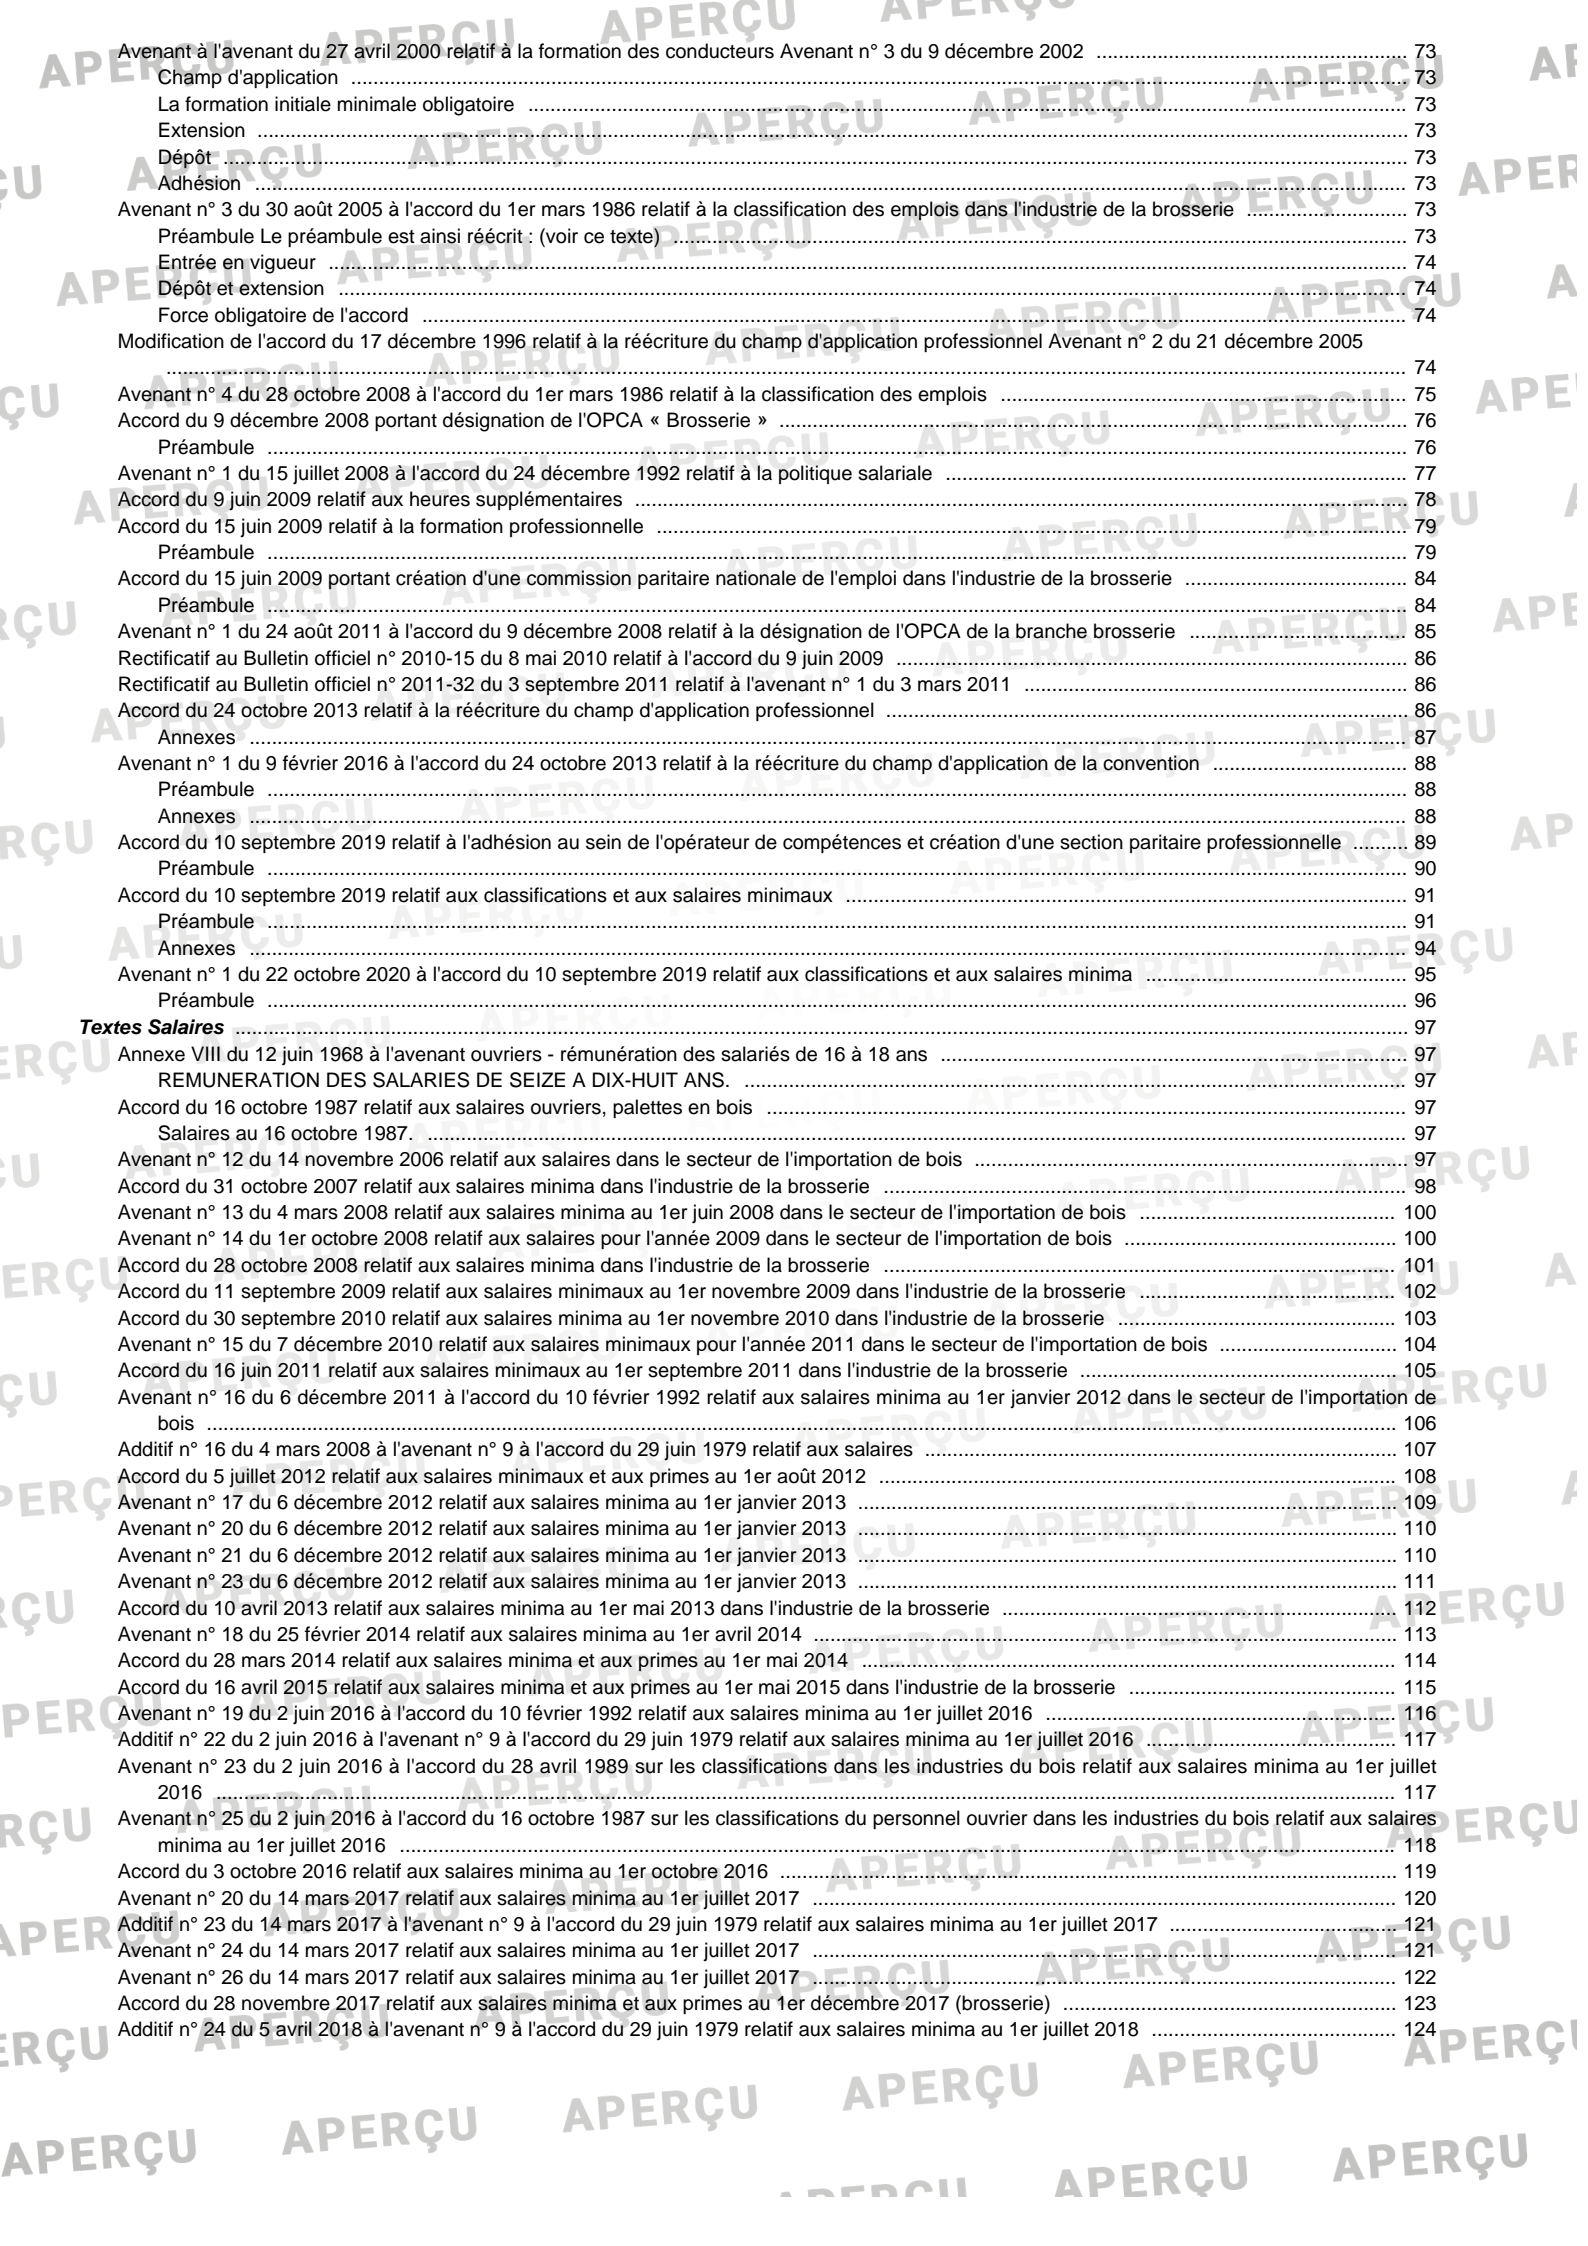 Avenant à l'avenant du 27 avril 2000 relatif à la formation des conducteurs Avenant n° 3 du 9 décembre 2002 ........ 73
Champ d'application ........ 73
La formation initiale minimale obligatoire ........ 73
Extension ........ 73
Dépôt ........ 73
Adhésion ........ 73
Avenant n° 3 du 30 août 2005 à l'accord du 1er mars 1986 relatif à la classification des emplois dans l'industrie de la brosserie ........ 73
Préambule Le préambule est ainsi réécrit : (voir ce texte) ........ 73
Entrée en vigueur ........ 74
Dépôt et extension ........ 74
Force obligatoire de l'accord ........ 74
Modification de l'accord du 17 décembre 1996 relatif à la réécriture du champ d'application professionnel Avenant n° 2 du 21 décembre 2005
........ 74
Avenant n° 4 du 28 octobre 2008 à l'accord du 1er mars 1986 relatif à la classification des emplois ........ 75
Accord du 9 décembre 2008 portant désignation de l'OPCA « Brosserie » ........ 76
Préambule ........ 76
Avenant n° 1 du 15 juillet 2008 à l'accord du 24 décembre 1992 relatif à la politique salariale ........ 77
Accord du 9 juin 2009 relatif aux heures supplémentaires ........ 78
Accord du 15 juin 2009 relatif à la formation professionnelle ........ 79
Préambule ........ 79
Accord du 15 juin 2009 portant création d'une commission paritaire nationale de l'emploi dans l'industrie de la brosserie ........ 84
Préambule ........ 84
Avenant n° 1 du 24 août 2011 à l'accord du 9 décembre 2008 relatif à la désignation de l'OPCA de la branche brosserie ........ 85
Rectificatif au Bulletin officiel n° 2010-15 du 8 mai 2010 relatif à l'accord du 9 juin 2009 ........ 86
Rectificatif au Bulletin officiel n° 2011-32 du 3 septembre 2011 relatif à l'avenant n° 1 du 3 mars 2011 ........ 86
Accord du 24 octobre 2013 relatif à la réécriture du champ d'application professionnel ........ 86
Annexes ........ 87
Avenant n° 1 du 9 février 2016 à l'accord du 24 octobre 2013 relatif à la réécriture du champ d'application de la convention ........ 88
Préambule ........ 88
Annexes ........ 88
Accord du 10 septembre 2019 relatif à l'adhésion au sein de l'opérateur de compétences et création d'une section paritaire professionnelle ........ 89
Préambule ........ 90
Accord du 10 septembre 2019 relatif aux classifications et aux salaires minimaux ........ 91
Préambule ........ 91
Annexes ........ 94
Avenant n° 1 du 22 octobre 2020 à l'accord du 10 septembre 2019 relatif aux classifications et aux salaires minima ........ 95
Préambule ........ 96
Textes Salaires ........ 97
Annexe VIII du 12 juin 1968 à l'avenant ouvriers - rémunération des salariés de 16 à 18 ans ........ 97
REMUNERATION DES SALARIES DE SEIZE A DIX-HUIT ANS. ........ 97
Accord du 16 octobre 1987 relatif aux salaires ouvriers, palettes en bois ........ 97
Salaires au 16 octobre 1987. ........ 97
Avenant n° 12 du 14 novembre 2006 relatif aux salaires dans le secteur de l'importation de bois ........ 97
Accord du 31 octobre 2007 relatif aux salaires minima dans l'industrie de la brosserie ........ 98
Avenant n° 13 du 4 mars 2008 relatif aux salaires minima au 1er juin 2008 dans le secteur de l'importation de bois ........ 100
Avenant n° 14 du 1er octobre 2008 relatif aux salaires pour l'année 2009 dans le secteur de l'importation de bois ........ 100
Accord du 28 octobre 2008 relatif aux salaires minima dans l'industrie de la brosserie ........ 101
Accord du 11 septembre 2009 relatif aux salaires minimaux au 1er novembre 2009 dans l'industrie de la brosserie ........ 102
Accord du 30 septembre 2010 relatif aux salaires minima au 1er novembre 2010 dans l'industrie de la brosserie ........ 103
Avenant n° 15 du 7 décembre 2010 relatif aux salaires minimaux pour l'année 2011 dans le secteur de l'importation de bois ........ 104
Accord du 16 juin 2011 relatif aux salaires minimaux au 1er septembre 2011 dans l'industrie de la brosserie ........ 105
Avenant n° 16 du 6 décembre 2011 à l'accord du 10 février 1992 relatif aux salaires minima au 1er janvier 2012 dans le secteur de l'importation de
bois ........ 106
Additif n° 16 du 4 mars 2008 à l'avenant n° 9 à l'accord du 29 juin 1979 relatif aux salaires ........ 107
Accord du 5 juillet 2012 relatif aux salaires minimaux et aux primes au 1er août 2012 ........ 108
Avenant n° 17 du 6 décembre 2012 relatif aux salaires minima au 1er janvier 2013 ........ 109
Avenant n° 20 du 6 décembre 2012 relatif aux salaires minima au 1er janvier 2013 ........ 110
Avenant n° 21 du 6 décembre 2012 relatif aux salaires minima au 1er janvier 2013 ........ 110
Avenant n° 23 du 6 décembre 2012 relatif aux salaires minima au 1er janvier 2013 ........ 111
Accord du 10 avril 2013 relatif aux salaires minima au 1er mai 2013 dans l'industrie de la brosserie ........ 112
Avenant n° 18 du 25 février 2014 relatif aux salaires minima au 1er avril 2014 ........ 113
Accord du 28 mars 2014 relatif aux salaires minima et aux primes au 1er mai 2014 ........ 114
Accord du 16 avril 2015 relatif aux salaires minima et aux primes au 1er mai 2015 dans l'industrie de la brosserie ........ 115
Avenant n° 19 du 2 juin 2016 à l'accord du 10 février 1992 relatif aux salaires minima au 1er juillet 2016 ........ 116
Additif n° 22 du 2 juin 2016 à l'avenant n° 9 à l'accord du 29 juin 1979 relatif aux salaires minima au 1er juillet 2016 ........ 117
Avenant n° 23 du 2 juin 2016 à l'accord du 28 avril 1989 sur les classifications dans les industries du bois relatif aux salaires minima au 1er juillet
2016 ........ 117
Avenant n° 25 du 2 juin 2016 à l'accord du 16 octobre 1987 sur les classifications du personnel ouvrier dans les industries du bois relatif aux salaires
minima au 1er juillet 2016 ........ 118
Accord du 3 octobre 2016 relatif aux salaires minima au 1er octobre 2016 ........ 119
Avenant n° 20 du 14 mars 2017 relatif aux salaires minima au 1er juillet 2017 ........ 120
Additif n° 23 du 14 mars 2017 à l'avenant n° 9 à l'accord du 29 juin 1979 relatif aux salaires minima au 1er juillet 2017 ........ 121
Avenant n° 24 du 14 mars 2017 relatif aux salaires minima au 1er juillet 2017 ........ 121
Avenant n° 26 du 14 mars 2017 relatif aux salaires minima au 1er juillet 2017 ........ 122
Accord du 28 novembre 2017 relatif aux salaires minima et aux primes au 1er décembre 2017 (brosserie) ........ 123
Additif n° 24 du 5 avril 2018 à l'avenant n° 9 à l'accord du 29 juin 1979 relatif aux salaires minima au 1er juillet 2018 ........ 124
APERÇU